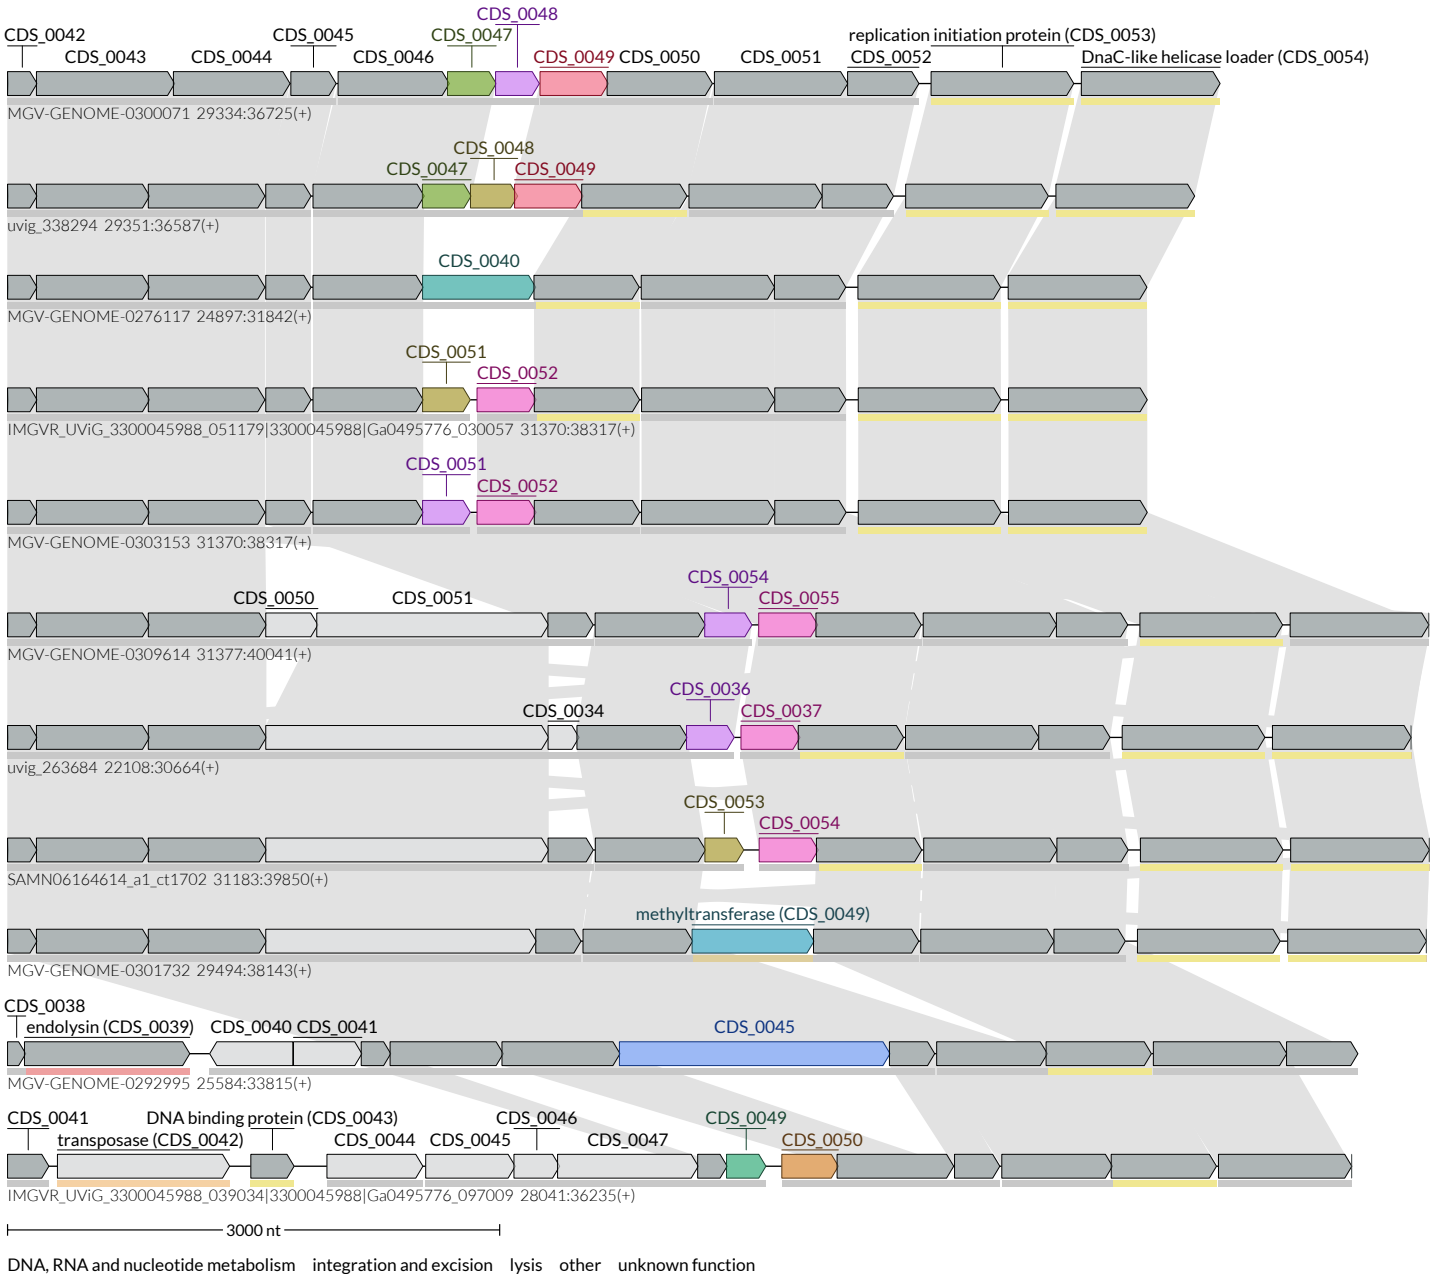 CDS_0048
CDS_0042 CDS_0045 CDS_0047 replication initiation protein (CDS_0053)
CDS_0043 CDS_0044 CDS_0046 CDS_0049 CDS_0050 CDS_0051 CDS_0052 DnaC-like helicase loader (CDS_0054)
MGV-GENOME-0300071 29334:36725(+)
CDS_0048
CDS_0047 CDS_0049
uvig_338294 29351:36587(+)
CDS_0040
MGV-GENOME-0276117 24897:31842(+)
CDS_0051
CDS_0052
IMGVR_UViG_3300045988_051179|3300045988|Ga0495776_030057 31370:38317(+)
CDS_0051
CDS_0052
MGV-GENOME-0303153 31370:38317(+)
CDS_0054
CDS_0050 CDS_0051 CDS_0055
MGV-GENOME-0309614 31377:40041(+)
CDS_0036
CDS_0034 CDS_0037
uvig_263684 22108:30664(+)
CDS_0053
CDS_0054
SAMN06164614_a1_ct1702 31183:39850(+)
methyltransferase (CDS_0049)
MGV-GENOME-0301732 29494:38143(+)
CDS_0038
endolysin (CDS_0039) CDS_0040 CDS_0041 CDS_0045
MGV-GENOME-0292995 25584:33815(+)
CDS_0041 DNA binding protein (CDS_0043) CDS_0046 CDS_0049
transposase (CDS_0042) CDS_0044 CDS_0045 CDS_0047 CDS_0050
IMGVR_UViG_3300045988_039034|3300045988|Ga0495776_097009 28041:36235(+)
3000 nt
DNA, RNA and nucleotide metabolism integration and excision lysis other unknown function